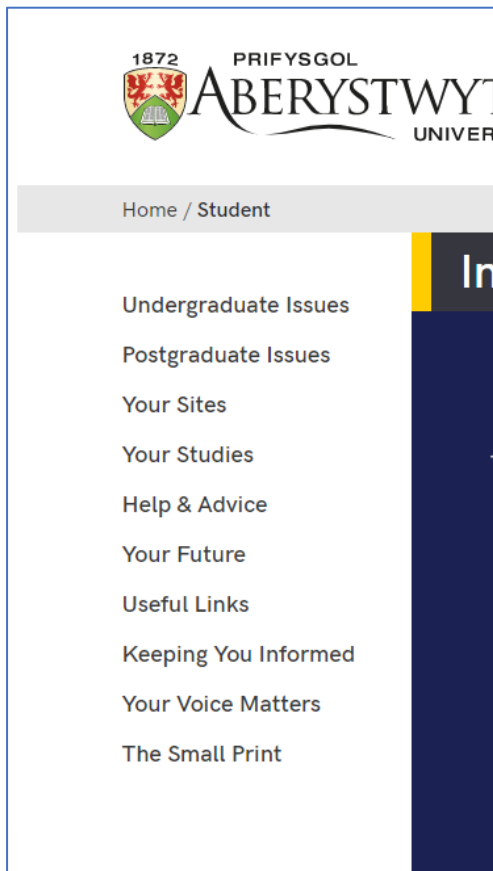 1872 PRIFYSGOL
ABERYSTWYT
UNIVER
Home / Student
In
Undergraduate Issues
Postgraduate Issues
Your Sites
Your Studies
Help & Advice
Your Future
Useful Links
Keeping You Informed
Your Voice Matters
The Small Print